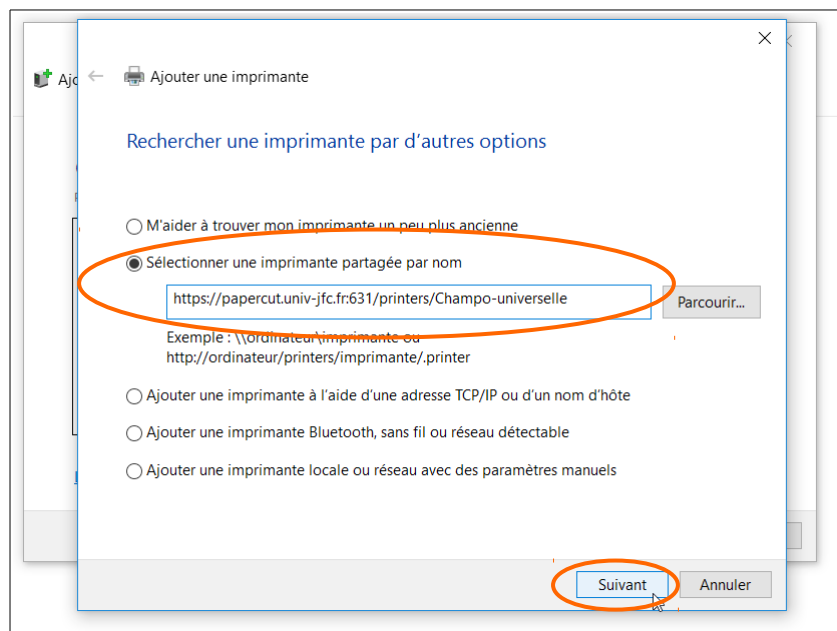 Ajo
Ajouter une imprimante
Rechercher une imprimante par d'autres options
M'aider à trouver mon imprimante un peu plus ancienne
Sélectionner une imprimante partagée par nom
https://papercut.univ-jfc.fr:631/printers/Champo-universelle
Parcourir...
Exemple : \\ordinateur\imprimante ou
http://ordinateur/printers/imprimante/.printer
Ajouter une imprimante à l'aide d'une adresse TCP/IP ou d'un nom d'hôte
Ajouter une imprimante Bluetooth, sans fil ou réseau détectable
Ajouter une imprimante locale ou réseau avec des paramètres manuels
Suivant
Annuler